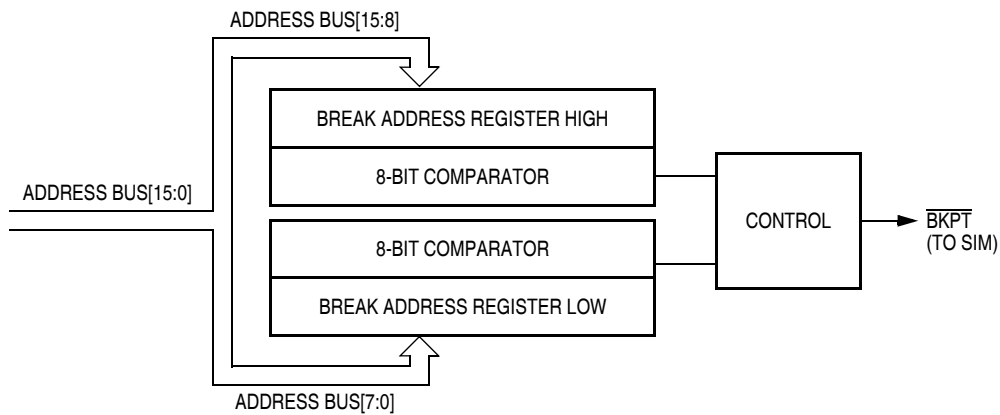 ADDRESS BUS[15:8]
BREAK ADDRESS REGISTER HIGH
8-BIT COMPARATOR
ADDRESS BUS[15:0]
CONTROL
BKPT
(TO SIM)
8-BIT COMPARATOR
BREAK ADDRESS REGISTER LOW
ADDRESS BUS[7:0]